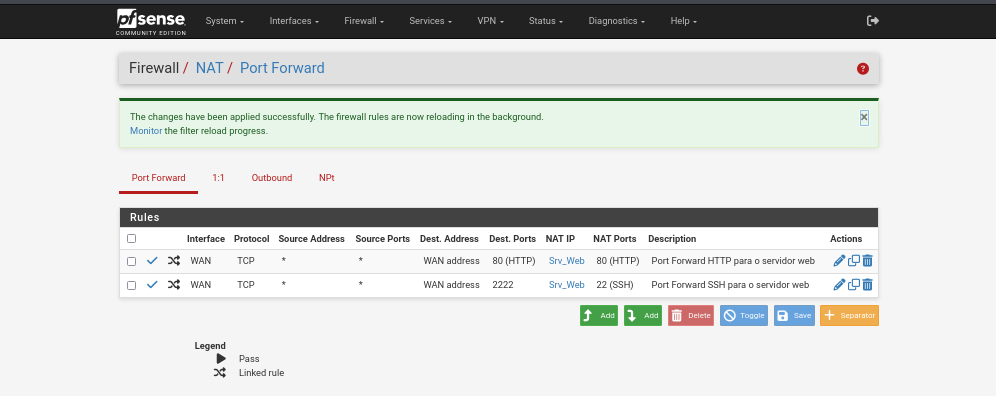 pfsense
COMMUNITY EDITION
System Interfaces Firewall Services VPN Status Diagnostics Help
Firewall / NAT / Port Forward
The changes have been applied successfully. The firewall rules are now reloading in the background.
Monitor the filter reload progress.
Port Forward 1:1 Outbound NPt
Rules
Interface Protocol Source Address Source Ports Dest. Address Dest. Ports NAT IP NAT Ports Description Actions
WAN TCP * * WAN address 80 (HTTP) Srv_Web 80 (HTTP) Port Forward HTTP para o servidor web
WAN TCP * * WAN address 2222 Srv_Web 22 (SSH) Port Forward SSH para o servidor web
Add Add Delete Toggle Save Separator
Legend
Pass
Linked rule